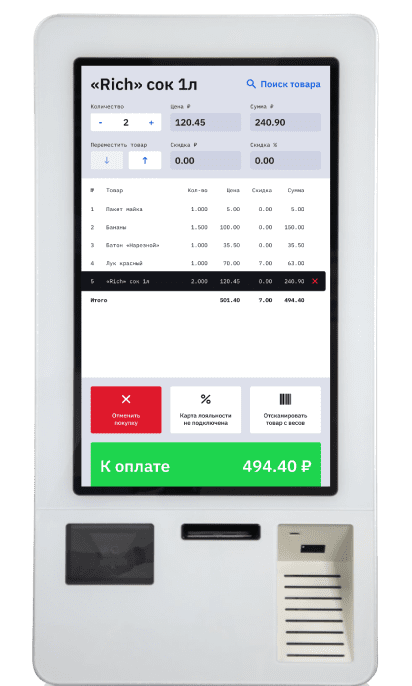 «Rich» сок 1л
Поиск товара
Количество Цена ₽ Сумма ₽
- 2 + 120.45 240.90
Переместить товар Скидка ₽ Скидка %
↓ ↑ 0.00 0.00
# Товар Кол-во Цена Скидка Сумма
1 Пакет майка 1.000 5.00 0.00 5.00
2 Бананы 1.500 100.00 0.00 150.00
3 Батон «Нарезной» 1.000 35.50 0.00 35.50
4 Лук красный 1.000 70.00 7.00 63.00
5 «Rich» сок 1л 2.000 120.45 0.00 240.90 ×
Итого 501.40 7.00 494.40
Отменить
покупку
%
Карта лояльности
не подключена
Отсканировать
товар с весов
К оплате 494.40 ₽